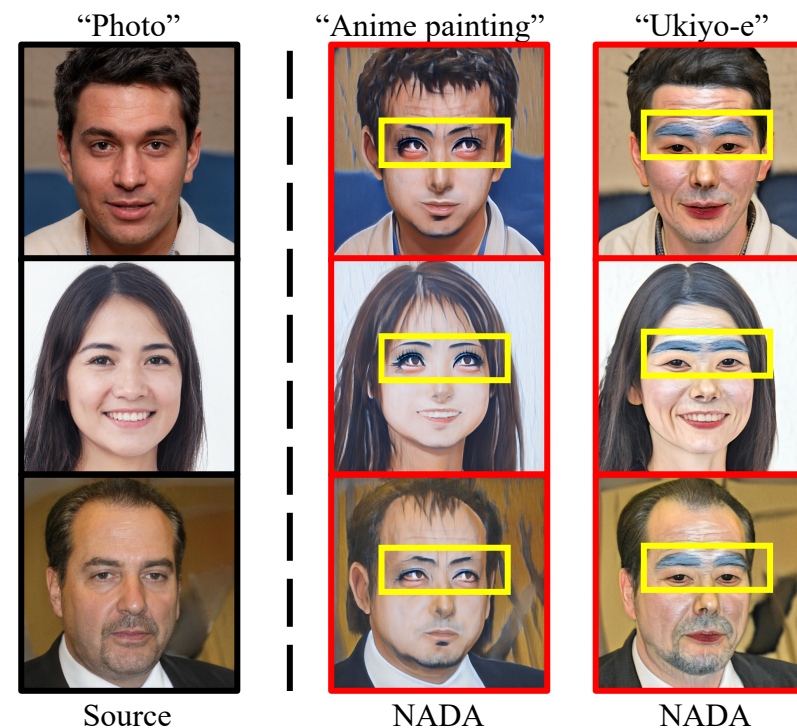 “Photo”
“Anime painting”
“Ukiyo-e”
Source
NADA
NADA